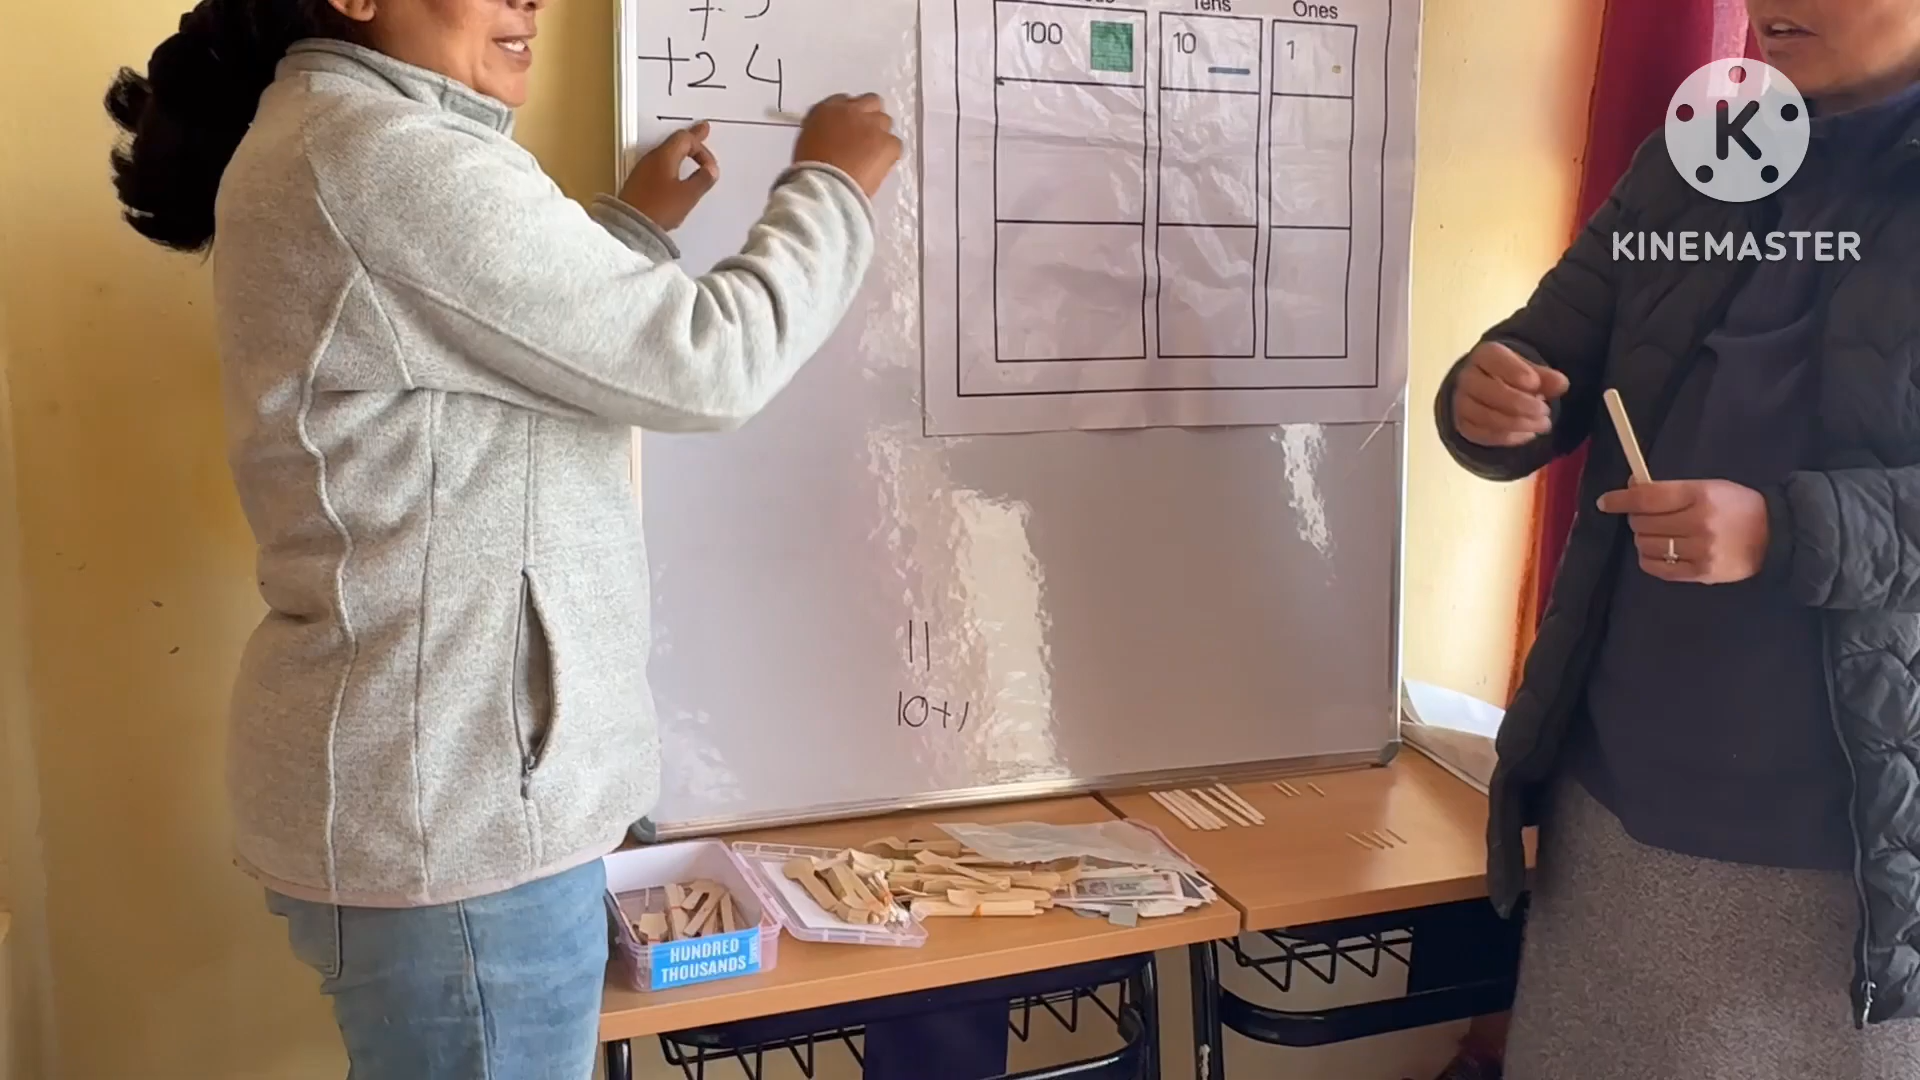 +24
Tens
Ones
100
10
1
KINEMASTER
11
10+1
HUNDRED
THOUSANDS